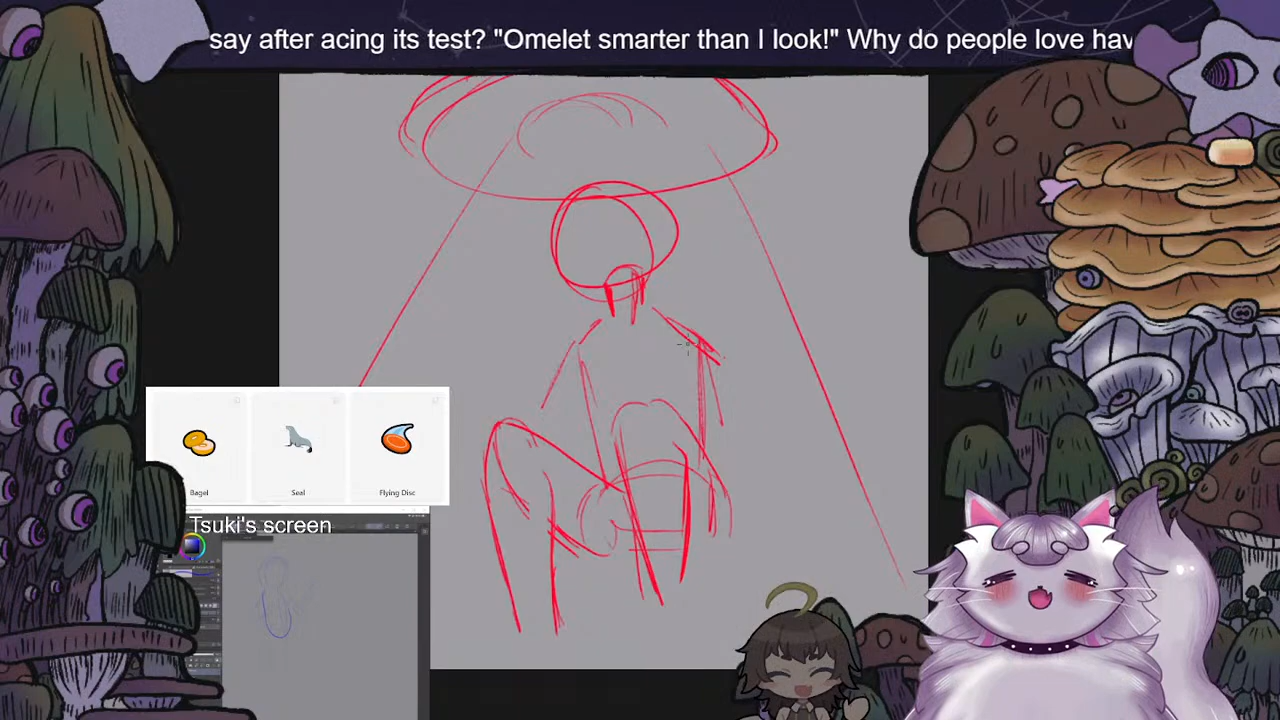 say after acing its test? "Omelet smarter than I look!" Why do people love hav
Bagel
Seal
Flying Disc
Tsuki's screen